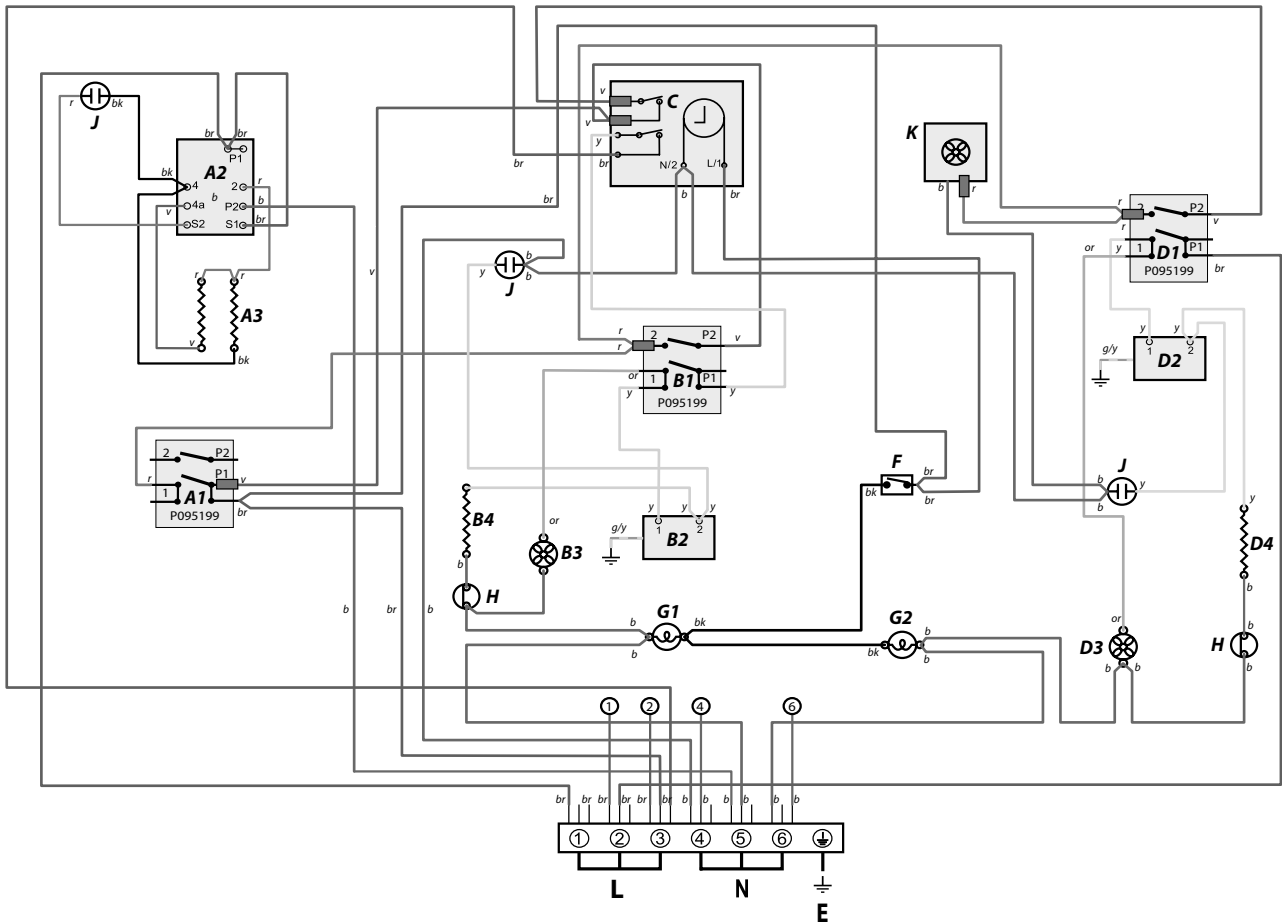 r bk
J
br br
P1
A2
bk 4 2 r
b
v 4a P2 b
S2 S1 br
r r
A3
v
bk
v
C
v
y
br br
N/2 L/1
b br
br
y J b
b
v
K
b r
r 2 P2
r v
or 1 P1
y D1 br
P095199
y y
1 2
g/y D2
r 2 P2 v
r
or 1 P1
y B1 y
P095199
2 P2
r P1 v
1 A1
P095199 br
F
br
bk
br
J
b y
b
y
D4
b
B4
or
y y y
1 2
g/y B2
B3
b
H
b br b
G1
b bk
b
G2
b
bk b
or
D3
b b
b
H
b
1 2 4 6
br br br br br br b b b b b b
1 2 3 4 5 6
L N
E